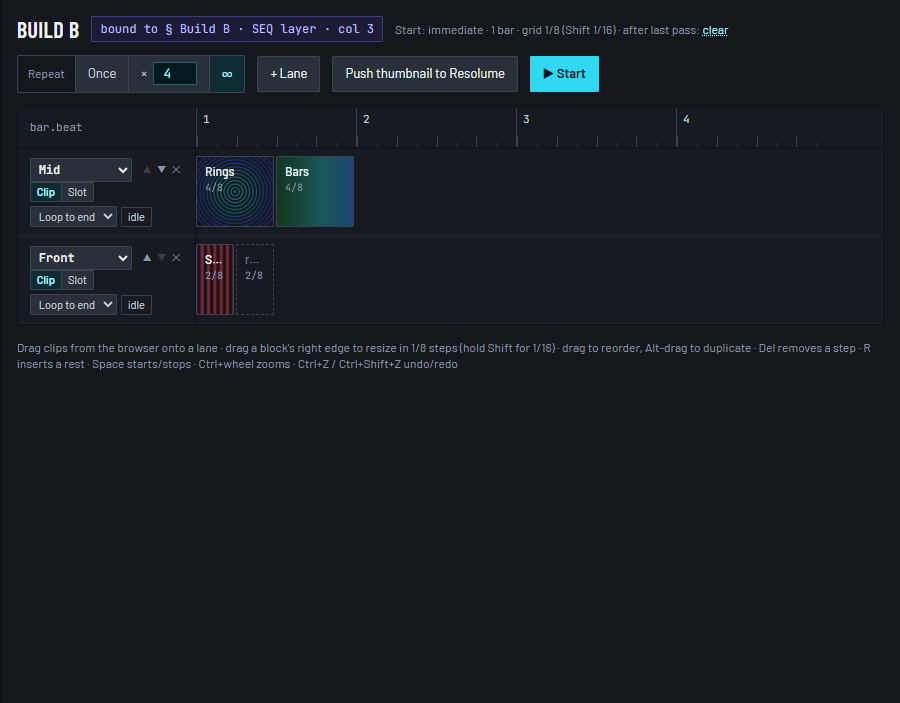 BUILD B bound to § Build B · SEQ layer · col 3 Start: immediate · 1 bar · grid 1/8 (Shift 1/16) · after last pass: clear
Repeat Once × 4 ∞ + Lane Push thumbnail to Resolume ▶ Start
bar.beat 1 2 3 4
Mid ▲ ▼ ✕ Rings Bars
4/8 4/8
Clip Slot
Loop to end idle
Front ▲ ▼ ✕ S... r...
2/8 2/8
Clip Slot
Loop to end idle
Drag clips from the browser onto a lane · drag a block's right edge to resize in 1/8 steps (hold Shift for 1/16) · drag to reorder, Alt-drag to duplicate · Del removes a step · R
inserts a rest · Space starts/stops · Ctrl+wheel zooms · Ctrl+Z / Ctrl+Shift+Z undo/redo